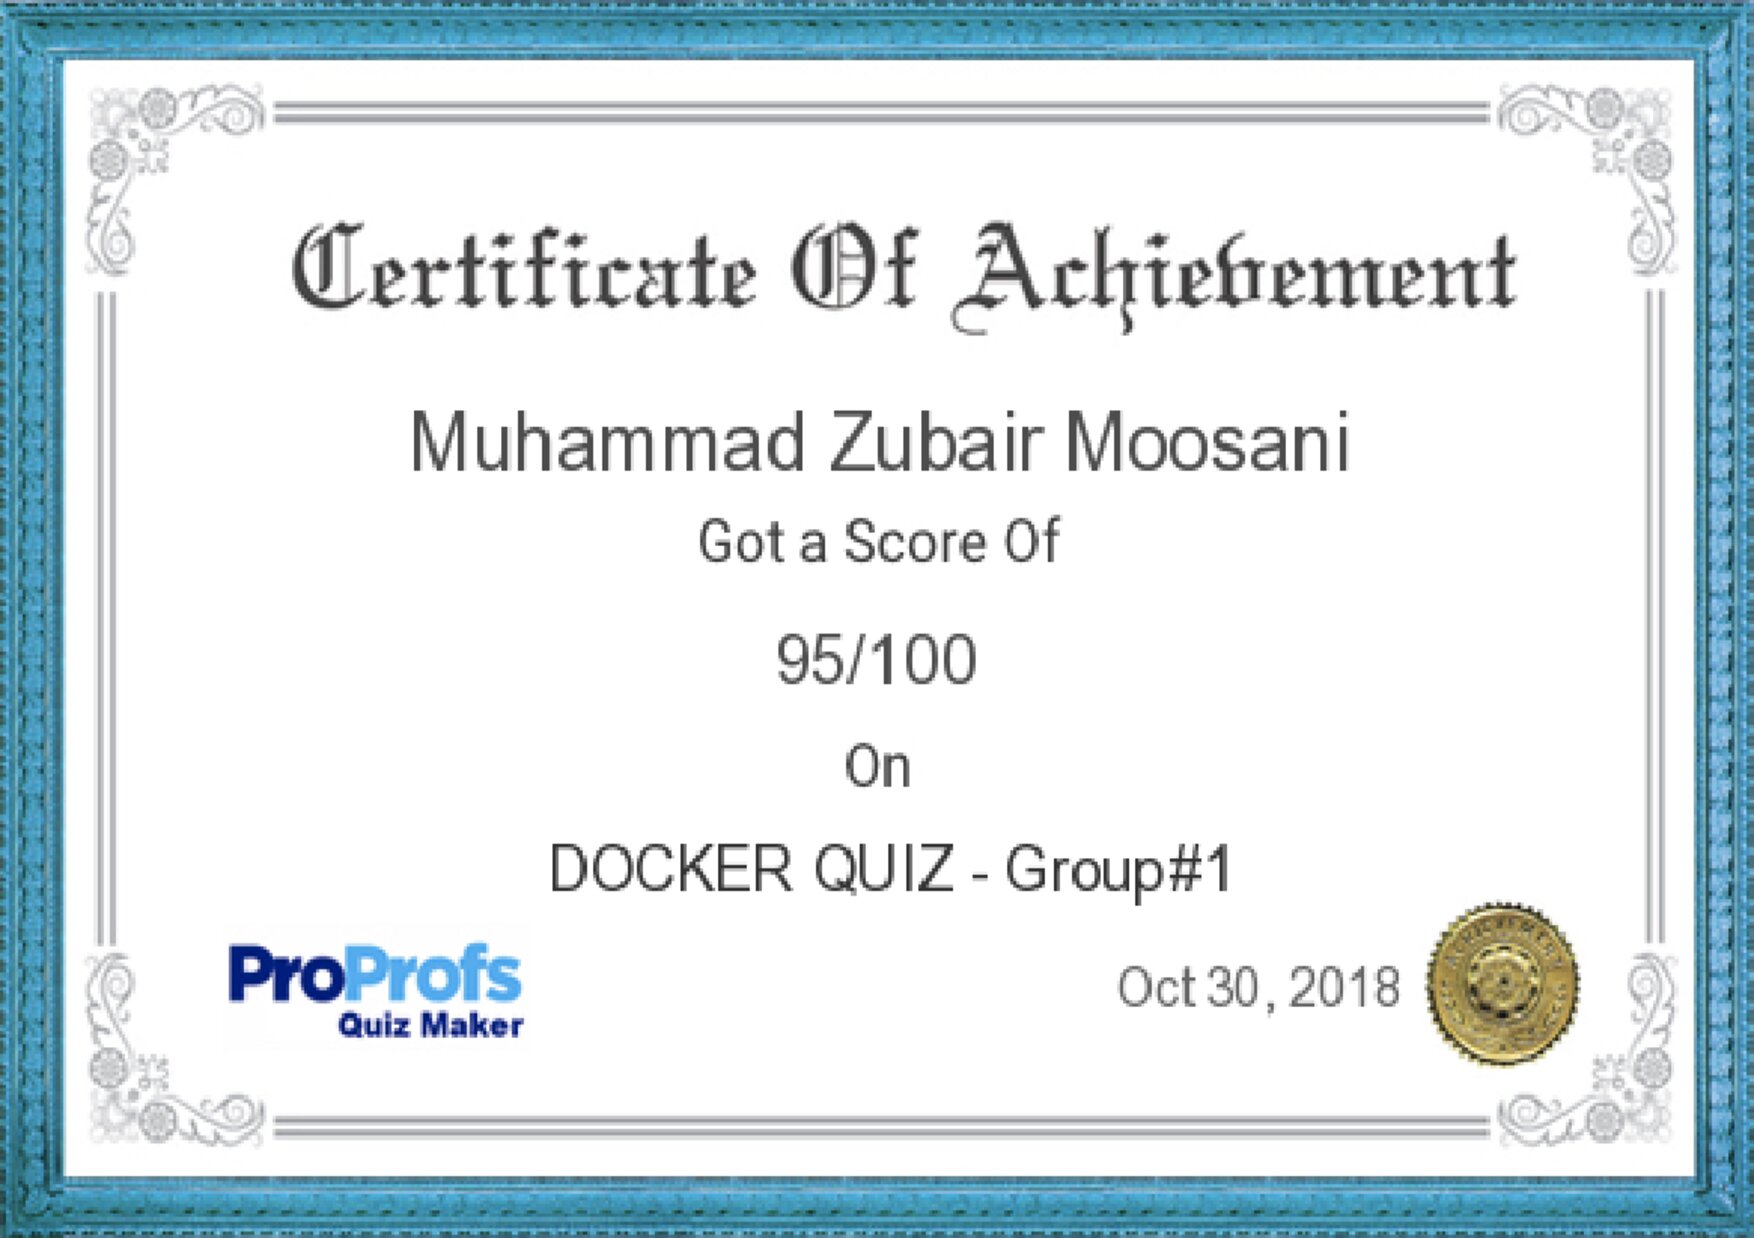 Certificate Of Achievement
Muhammad Zubair Moosani
Got a Score Of
95/100
On
DOCKER QUIZ - Group#1
ProProfs
Quiz Maker
Oct 30, 2018